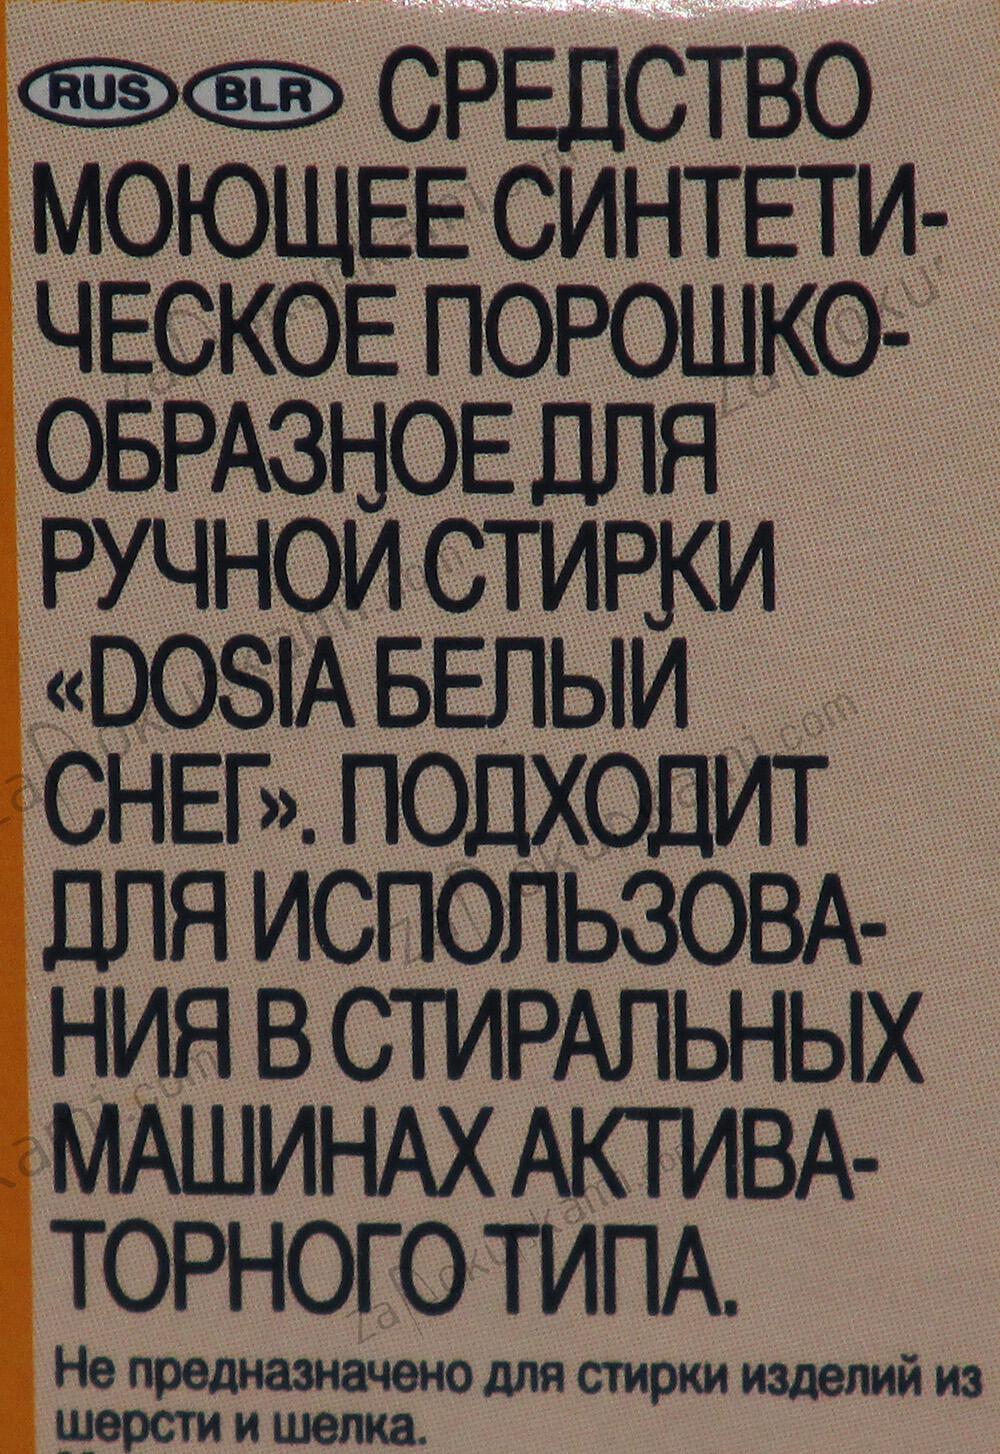 RUS BLR СРЕДСТВО
МОЮЩЕЕ СИНТЕТИ-
ЧЕСКОЕ ПОРОШКО-
ОБРАЗНОЕ ДЛЯ
РУЧНОЙ СТИРКИ
«DOSIA БЕЛЫЙ
СНЕГ». ПОДХОДИТ
ДЛЯ ИСПОЛЬЗОВА-
НИЯ В СТИРАЛЬНЫХ
МАШИНАХ АКТИВА-
ТОРНОГО ТИПА.
Не предназначено для стирки изделий из
шерсти и шелка.